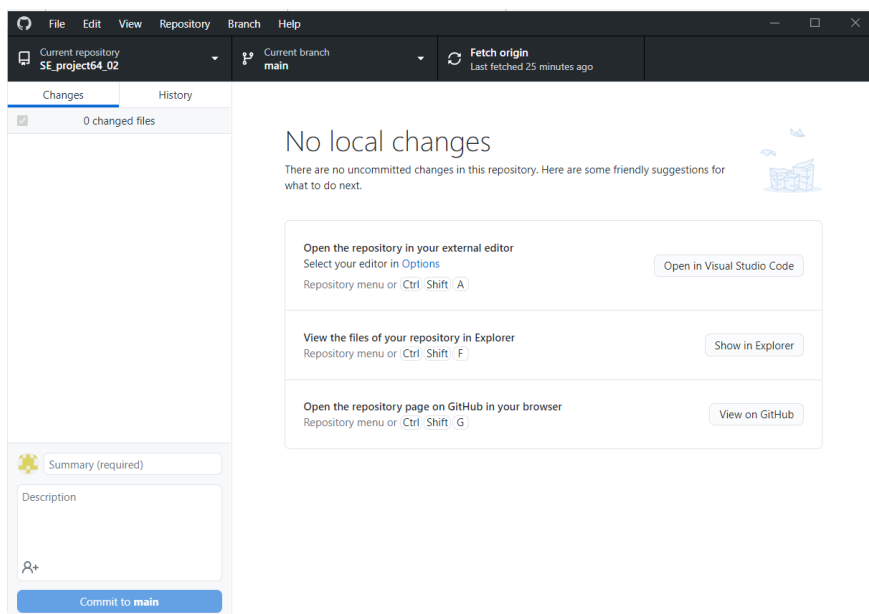 File Edit View Repository Branch Help
Current repository
SE_project64_02
Current branch
main
Fetch origin
Last fetched 25 minutes ago
Changes History
0 changed files
No local changes
There are no uncommitted changes in this repository. Here are some friendly suggestions for
what to do next.
Open the repository in your external editor
Select your editor in Options
Repository menu or Ctrl Shift A
Open in Visual Studio Code
View the files of your repository in Explorer
Repository menu or Ctrl Shift F
Show in Explorer
Open the repository page on GitHub in your browser
Repository menu or Ctrl Shift G
View on GitHub
Summary (required)
Description
Commit to main